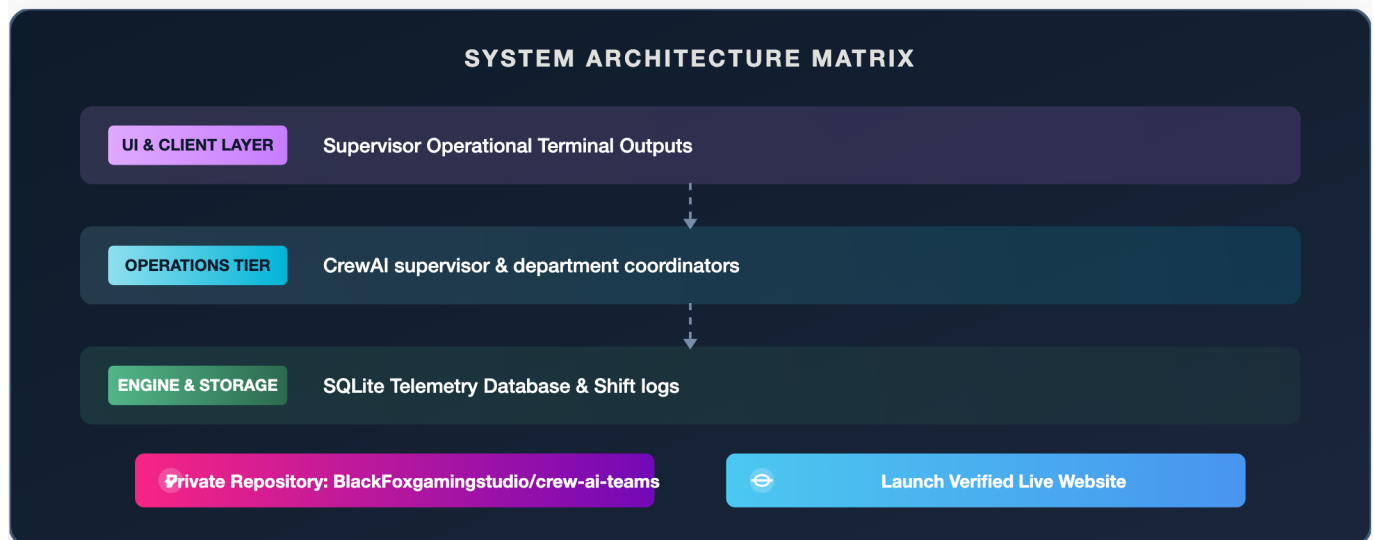 SYSTEM ARCHITECTURE MATRIX
UI & CLIENT LAYER
Supervisor Operational Terminal Outputs
OPERATIONS TIER
CrewAI supervisor & department coordinators
ENGINE & STORAGE
SQLite Telemetry Database & Shift logs
Private Repository: BlackFoxgamingstudio/crew-ai-teams
Launch Verified Live Website